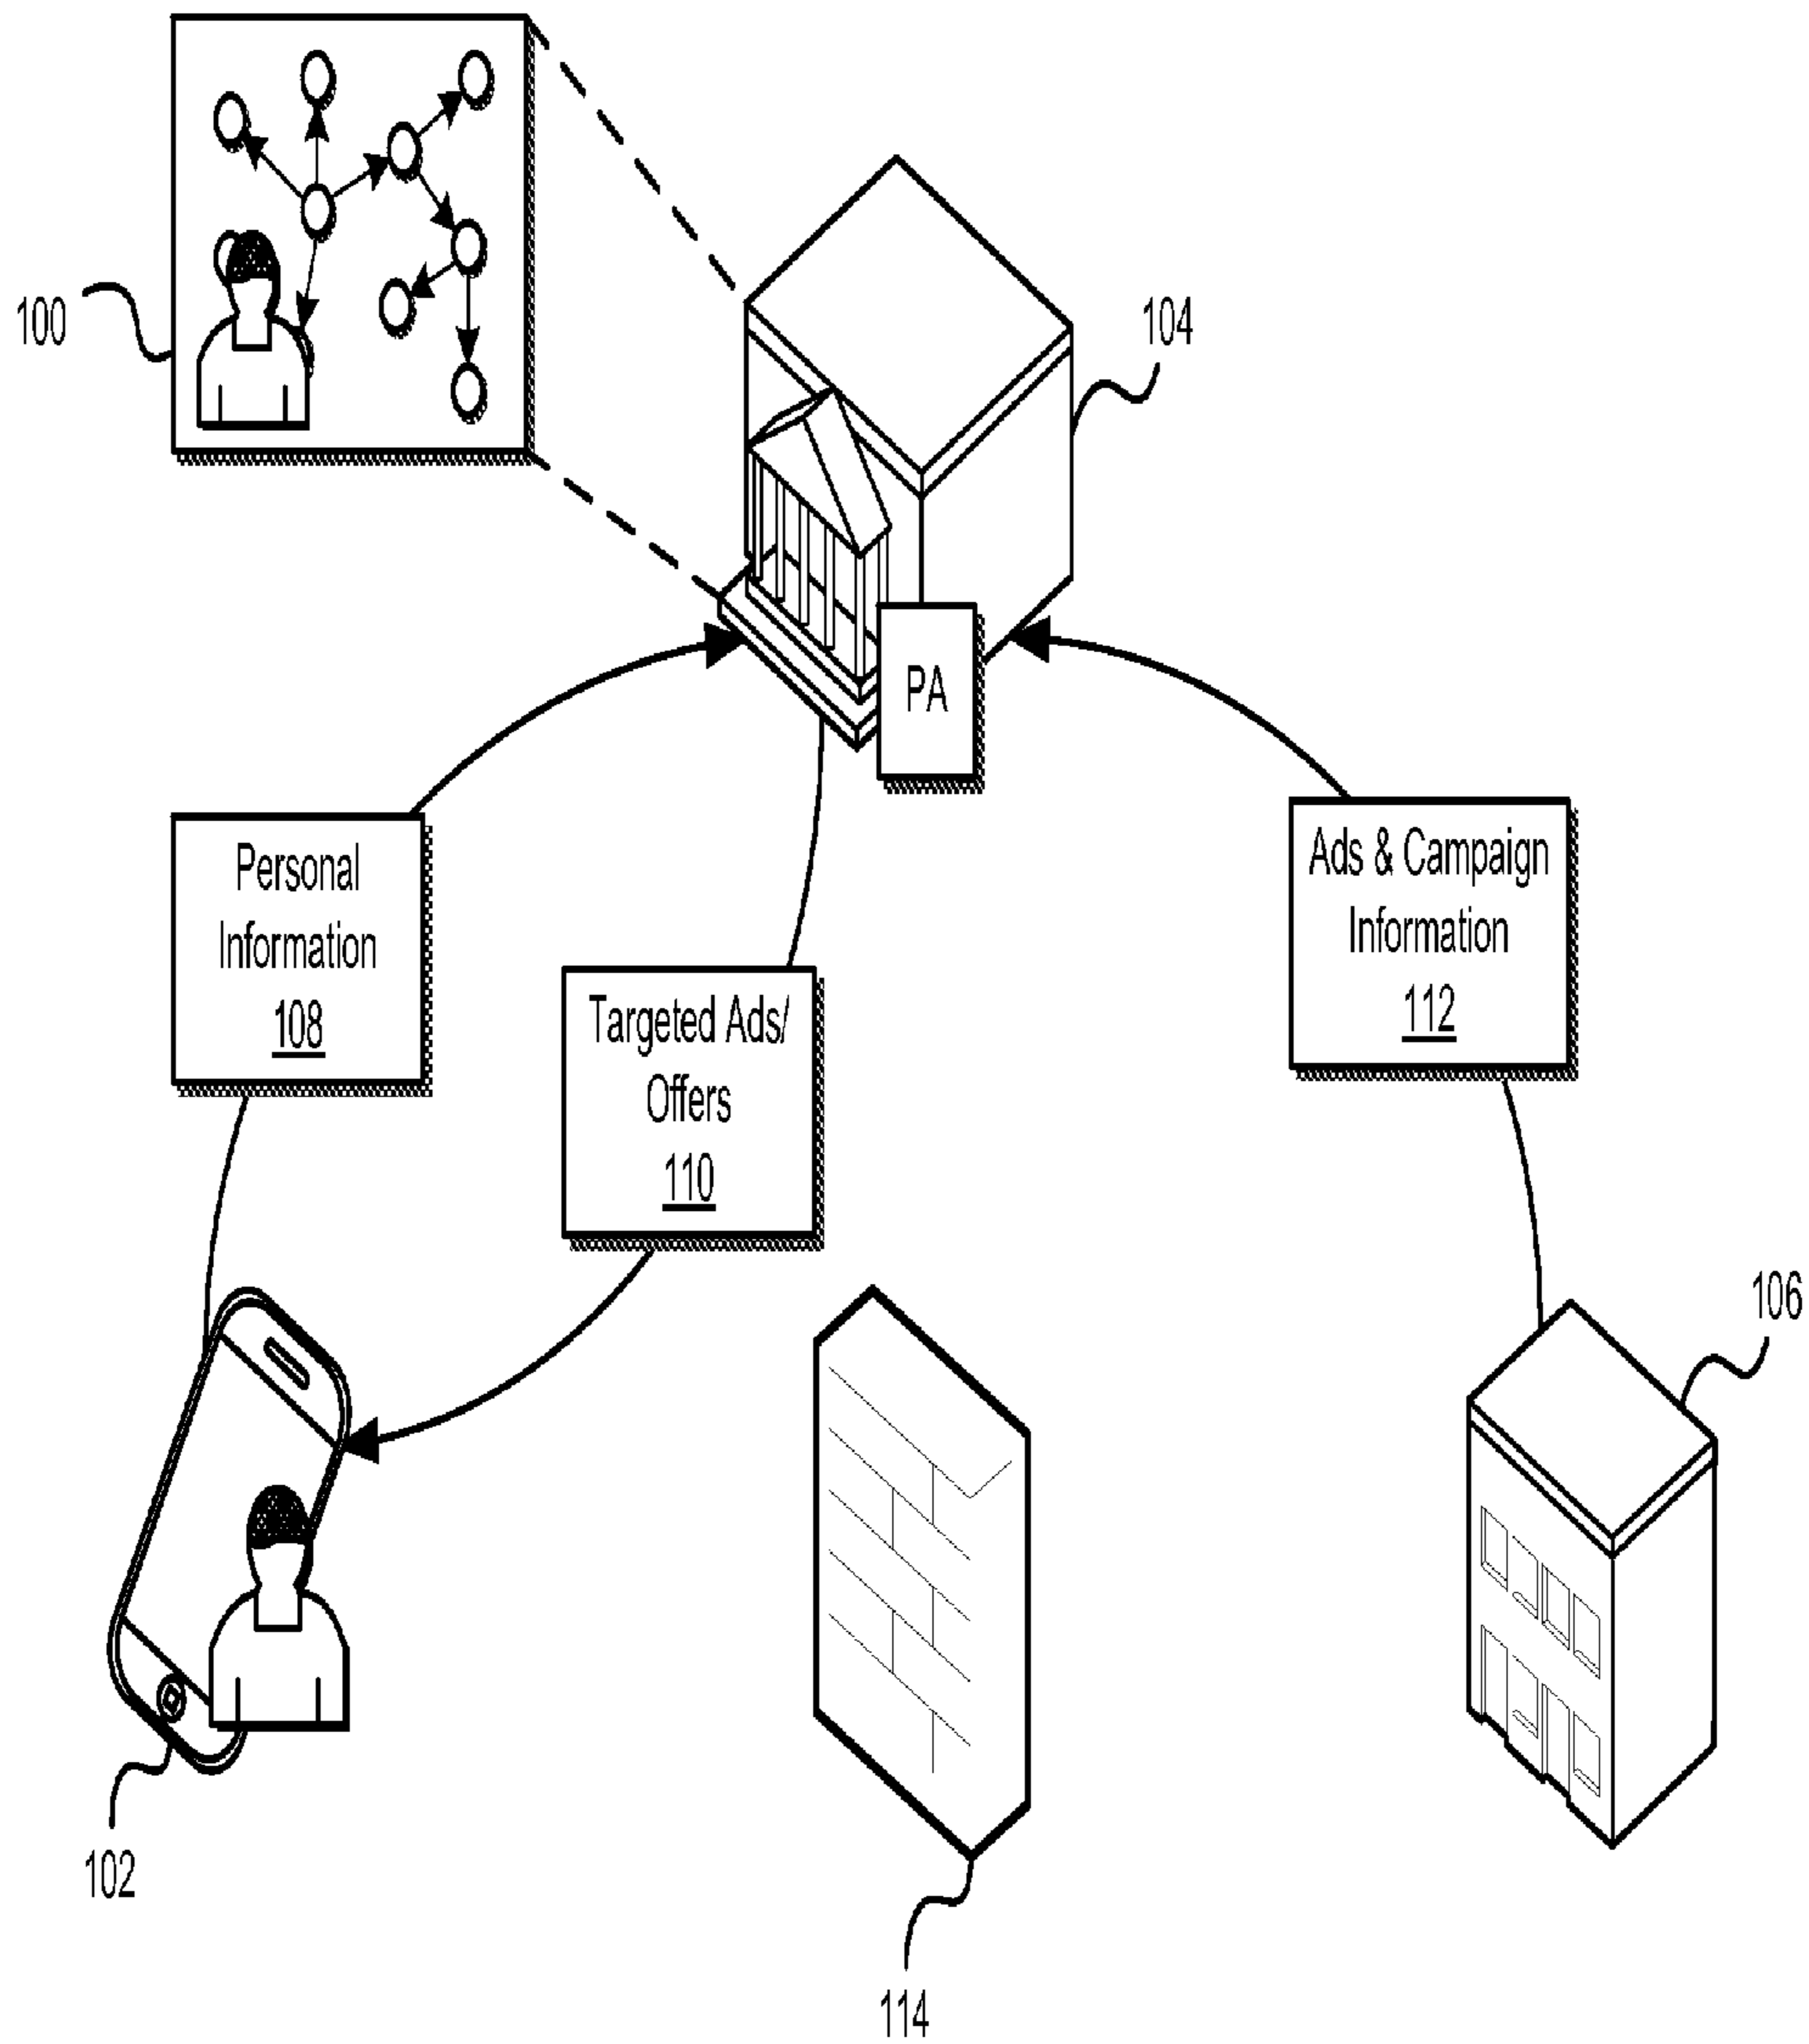 100
104
PA
Personal
Information
108
Targeted Ads/
Offers
110
Ads & Campaign
Information
112
106
102
114